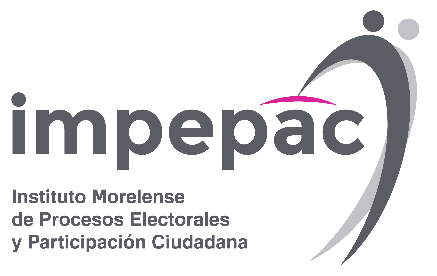 impepac
Instituto Morelense
de Procesos Electorales
y Participación Ciudadana